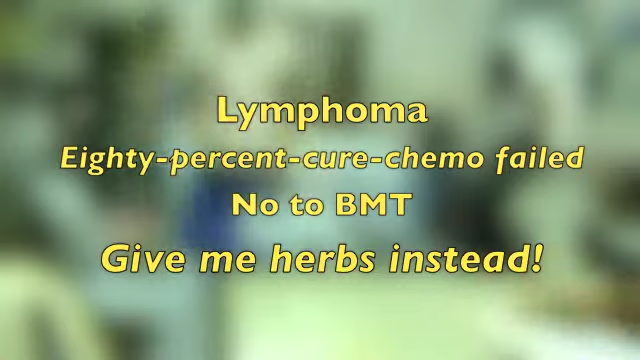 Lymphoma
Eighty-percent-cure-chemo failed
No to BMT
Give me herbs instead!